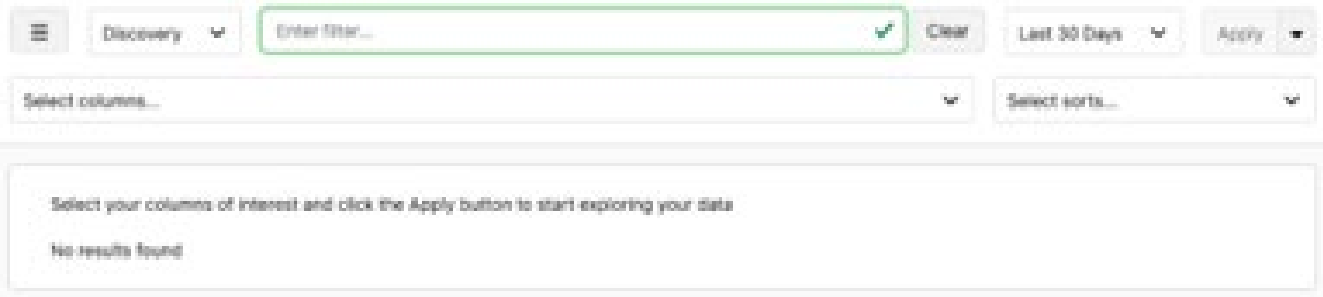 Discovery
Enter filter...
Clear
Last 30 Days
Apply
Select columns...
Select sorts...
Select your columns of interest and click the Apply button to start exploring your data
No results found